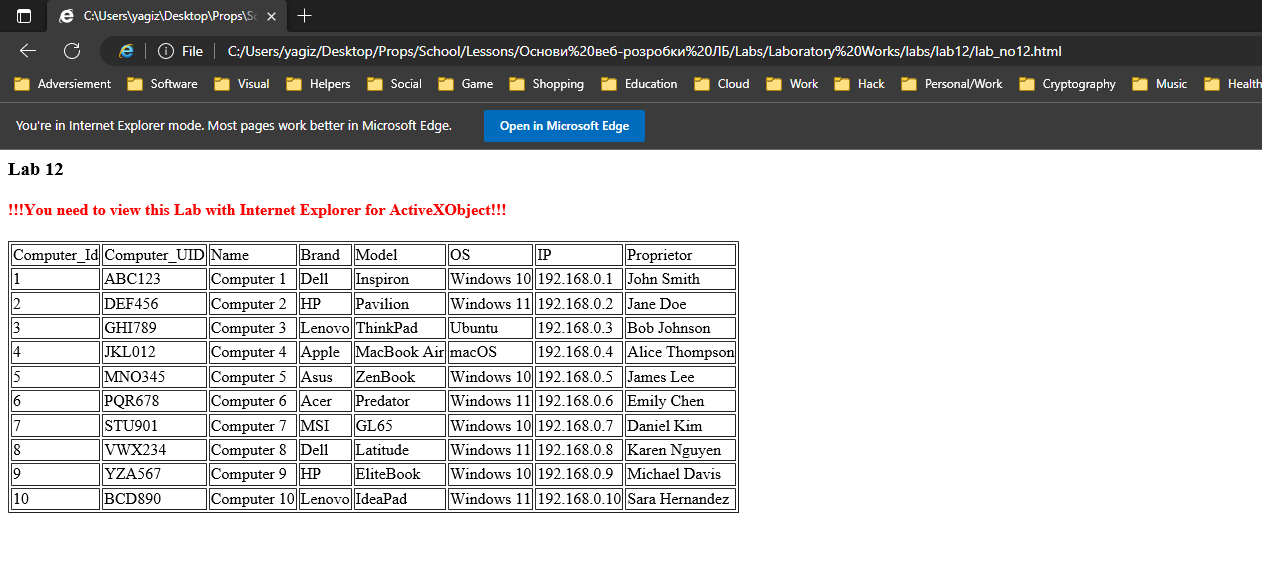 C:\Users\yagiz\Desktop\Props\Sc
File C:/Users/yagiz/Desktop/Props/School/Lessons/Основи%20веб-розробки%20ЛБ/Labs/Laboratory%20Works/labs/lab12/lab_no12.html
Adversiement Software Visual Helpers Social Game Shopping Education Cloud Work Hack Personal/Work Cryptography Music Health
You're in Internet Explorer mode. Most pages work better in Microsoft Edge. Open in Microsoft Edge
Lab 12
!!!You need to view this Lab with Internet Explorer for ActiveXObject!!!
Computer_Id Computer_UID Name Brand Model OS IP Proprietor
1 ABC123 Computer 1 Dell Inspiron Windows 10 192.168.0.1 John Smith
2 DEF456 Computer 2 HP Pavilion Windows 11 192.168.0.2 Jane Doe
3 GHI789 Computer 3 Lenovo ThinkPad Ubuntu 192.168.0.3 Bob Johnson
4 JKL012 Computer 4 Apple MacBook Air macOS 192.168.0.4 Alice Thompson
5 MNO345 Computer 5 Asus ZenBook Windows 10 192.168.0.5 James Lee
6 PQR678 Computer 6 Acer Predator Windows 11 192.168.0.6 Emily Chen
7 STU901 Computer 7 MSI GL65 Windows 10 192.168.0.7 Daniel Kim
8 VWX234 Computer 8 Dell Latitude Windows 11 192.168.0.8 Karen Nguyen
9 YZA567 Computer 9 HP EliteBook Windows 10 192.168.0.9 Michael Davis
10 BCD890 Computer 10 Lenovo IdeaPad Windows 11 192.168.0.10 Sara Hernandez